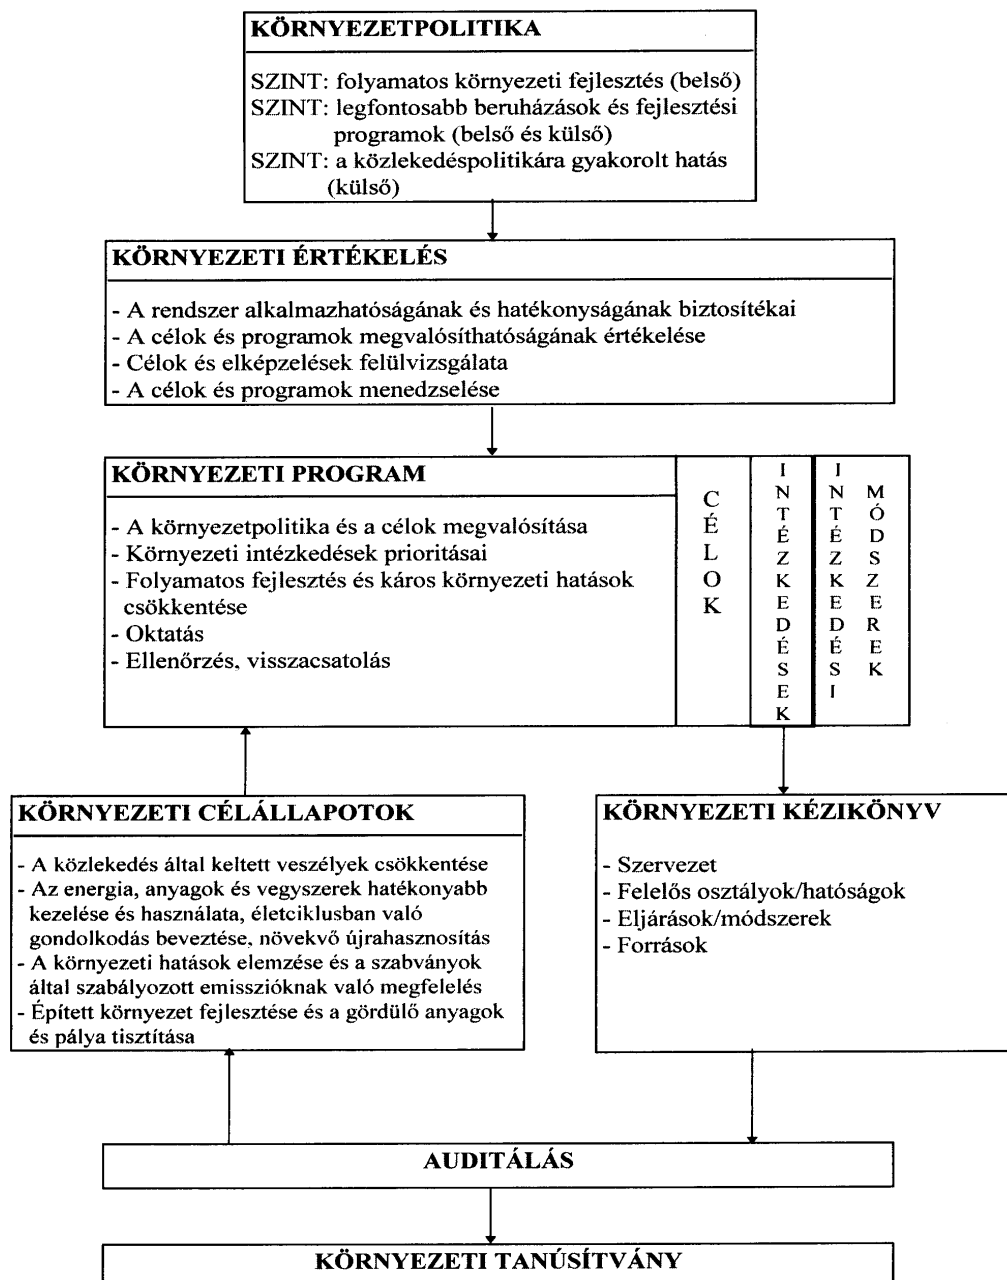 KÖRNYEZETPOLITIKA
SZINT: folyamatos környezeti fejlesztés (belső)
SZINT: legfontosabb beruházások és fejlesztési
programok (belső és külső)
SZINT: a közlekedéspolitikára gyakorolt hatás
(külső)
KÖRNYEZETI ÉRTÉKELÉS
- A rendszer alkalmazhatóságának és hatékonyságának biztosítékai
- A célok és programok megvalósíthatóságának értékelése
- Célok és elképzelések felülvizsgálata
- A célok és programok menedzselése
KÖRNYEZETI PROGRAM
- A környezetpolitika és a célok megvalósítása
- Környezeti intézkedések prioritásai
- Folyamatos fejlesztés és káros környezeti hatások
csökkentése
- Oktatás
- Ellenőrzés, visszacsatolás
CÉLOK
INTÉZKEDÉSEK
INTÉZKEDÉSI
MÓDSZEREK
KÖRNYEZETI CÉLÁLLAPOTOK
- A közlekedés által keltett veszélyek csökkentése
- Az energia, anyagok és vegyszerek hatékonyabb
kezelése és használata, életciklusban való
gondolkodás beveztése, növekvő újrahasznosítás
- A környezeti hatások elemzése és a szabványok
által szabályozott emisszióknak való megfelelés
- Épített környezet fejlesztése és a gördülő anyagok
és pálya tisztítása
KÖRNYEZETI KÉZIKÖNYV
- Szervezet
- Felelős osztályok/hatóságok
- Eljárások/módszerek
- Források
AUDITÁLÁS
KÖRNYEZETI TANÚSÍTVÁNY